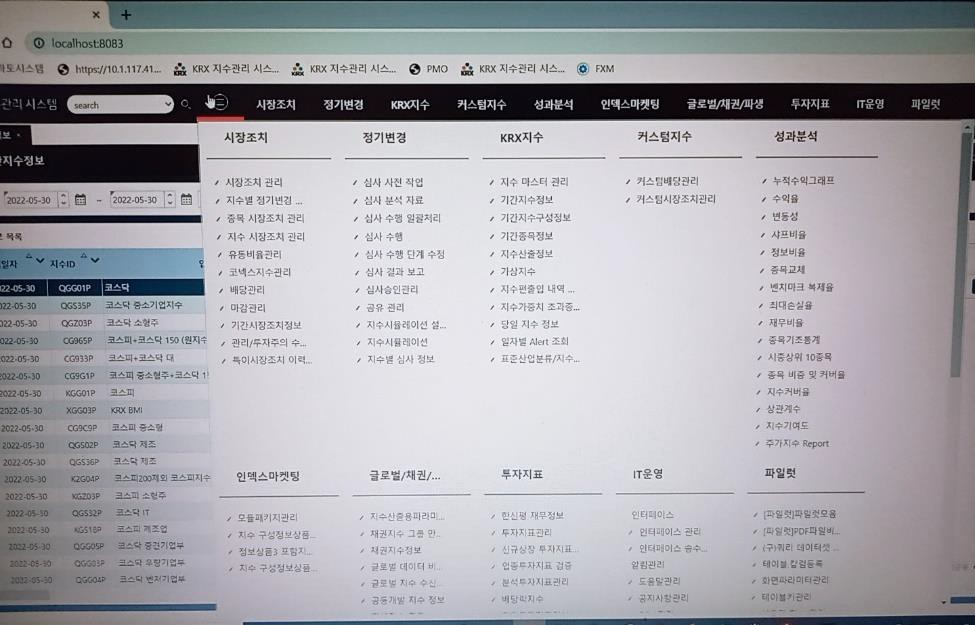 localhost:8083
https://10.1.117.41... KRX 지수관리 시스... KRX 지수관리 시스... PMO KRX 지수관리 시스... FXM
관리 시스템 search 시장조치 정기변경 KRX지수 커스텀지수 성과분석 인덱스마켓팅 글로벌/채권/파생 투자지표 IT운영 파일럿
지수정보
2022-05-30 ~ 2022-05-30
목록
일자 지수ID
022-05-30 QGG01P 코스닥
022-05-30 QGS35P 코스닥 중소기업지수
022-05-30 QGZ03P 코스닥 소형주
022-05-30 CG965P 코스피+코스닥 150 (원지수
022-05-30 CG933P 코스피+코스닥 대
022-05-30 CG9G1P 코스피 중소형주+코스닥 1
022-05-30 KGG01P 코스피
2022-05-30 XGG03P KRX BMI
2022-05-30 CG9C9P 코스피 중소형
2022-05-30 QGS02P 코스닥 제조
2022-05-30 QGS36P 코스닥 제조
2022-05-30 K2G04P 코스피200제외 코스피지수
2022-05-30 KGZ03P 코스피 소형주
2022-05-30 QGS32P 코스닥 IT
2022-05-30 KGS18P 코스피 제조업
2022-05-30 QGG05P 코스닥 중견기업부
2022-05-30 QGG03P 코스닥 우량기업부
2022-05-30 QGG04P 코스닥 벤처기업부
시장조치
시장조치 관리
지수별 정기변경 ...
종목 시장조치 관리
지수 시장조치 관리
유동비율관리
코넥스지수관리
배당관리
마감관리
기간시장조치정보
관리/투자주의 수...
특이시장조치 이력...
정기변경
심사 사전 작업
심사 분석 자료
심사 수행 일괄처리
심사 수행
심사 수행 단계 수정
심사 결과 보고
심사승인관리
공유 관리
지수시뮬레이션 설...
지수시뮬레이션
지수별 심사 정보
KRX지수
지수 마스터 관리
기간지수정보
기간지수구성정보
기간종목정보
지수산출정보
가상지수
지수편출입 내역 ...
지수가중치 초과종...
당일 지수 정보
일자별 Alert 조회
표준산업분류/지수...
커스텀지수
커스텀배당관리
커스텀시장조치관리
성과분석
누적수익그래프
수익율
변동성
샤프비율
정보비율
종목교체
벤치마크 복제율
최대손실율
재무비율
종목기초통계
시총상위 10종목
종목 비중 및 커버율
지수커버율
상관계수
지수기여도
주가지수 Report
인덱스마켓팅
모듈패키지관리
지수 구성정보상품...
정보상품3 포함지...
지수 구성정보상품...
글로벌/채권/...
지수산출용파라미...
채권지수 그룹 만...
채권지수정보
글로벌 데이터 비...
글로벌 지수 수신...
공동개발 지수 정보
투자지표
한신평 재무정보
투자지표관리
신규상장 투자지표...
업종투자지표 검증
분석투자지표관리
배당락지수
IT운영
인터페이스
인터페이스 관리
인터페이스 송수...
알림관리
도움말관리
공지사항관리
파일럿
[파일럿]파일럿모음
[파일럿]PDF파일비...
(구)쿼리 데이터셋 ...
테이블,칼럼등록
화면파라미터관리
테이블키관리